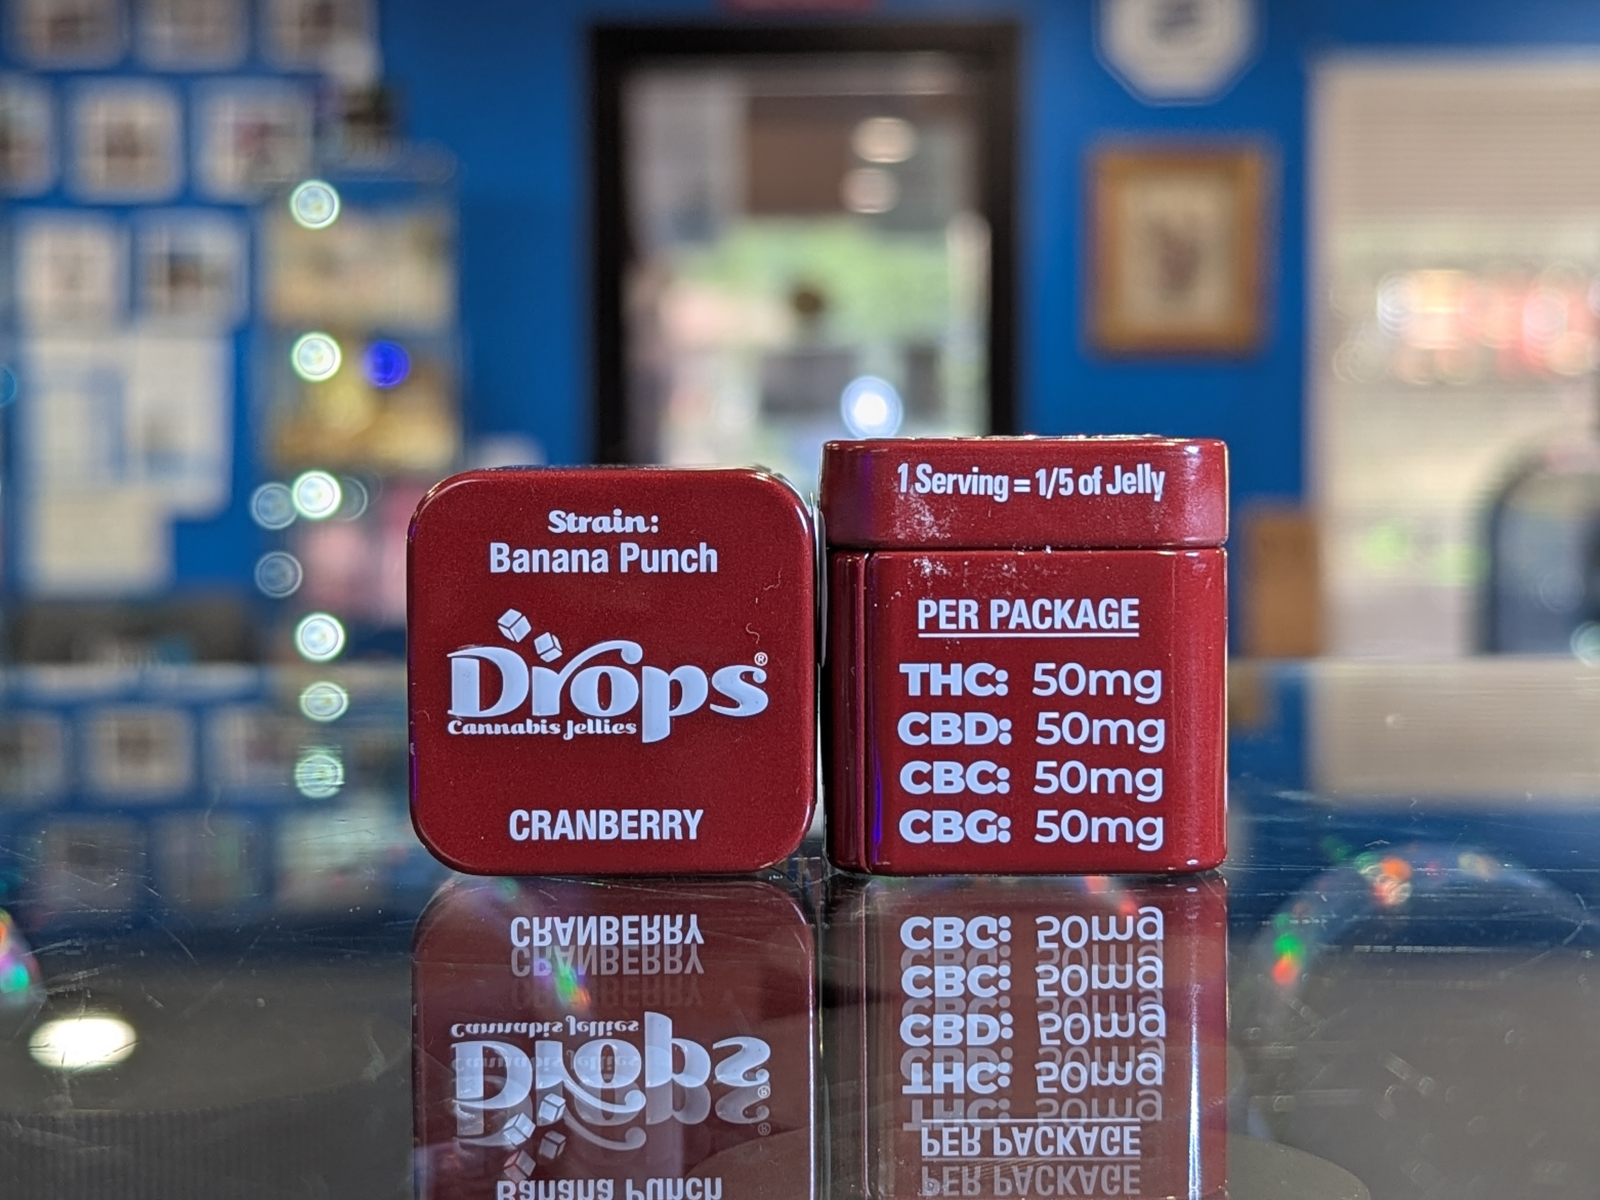 Strain:
Banana Punch
Drops®
Cannabis Jellies
CRANBERRY
1 Serving = 1/5 of Jelly
PER PACKAGE
THC: 50mg
CBD: 50mg
CBC: 50mg
CBG: 50mg